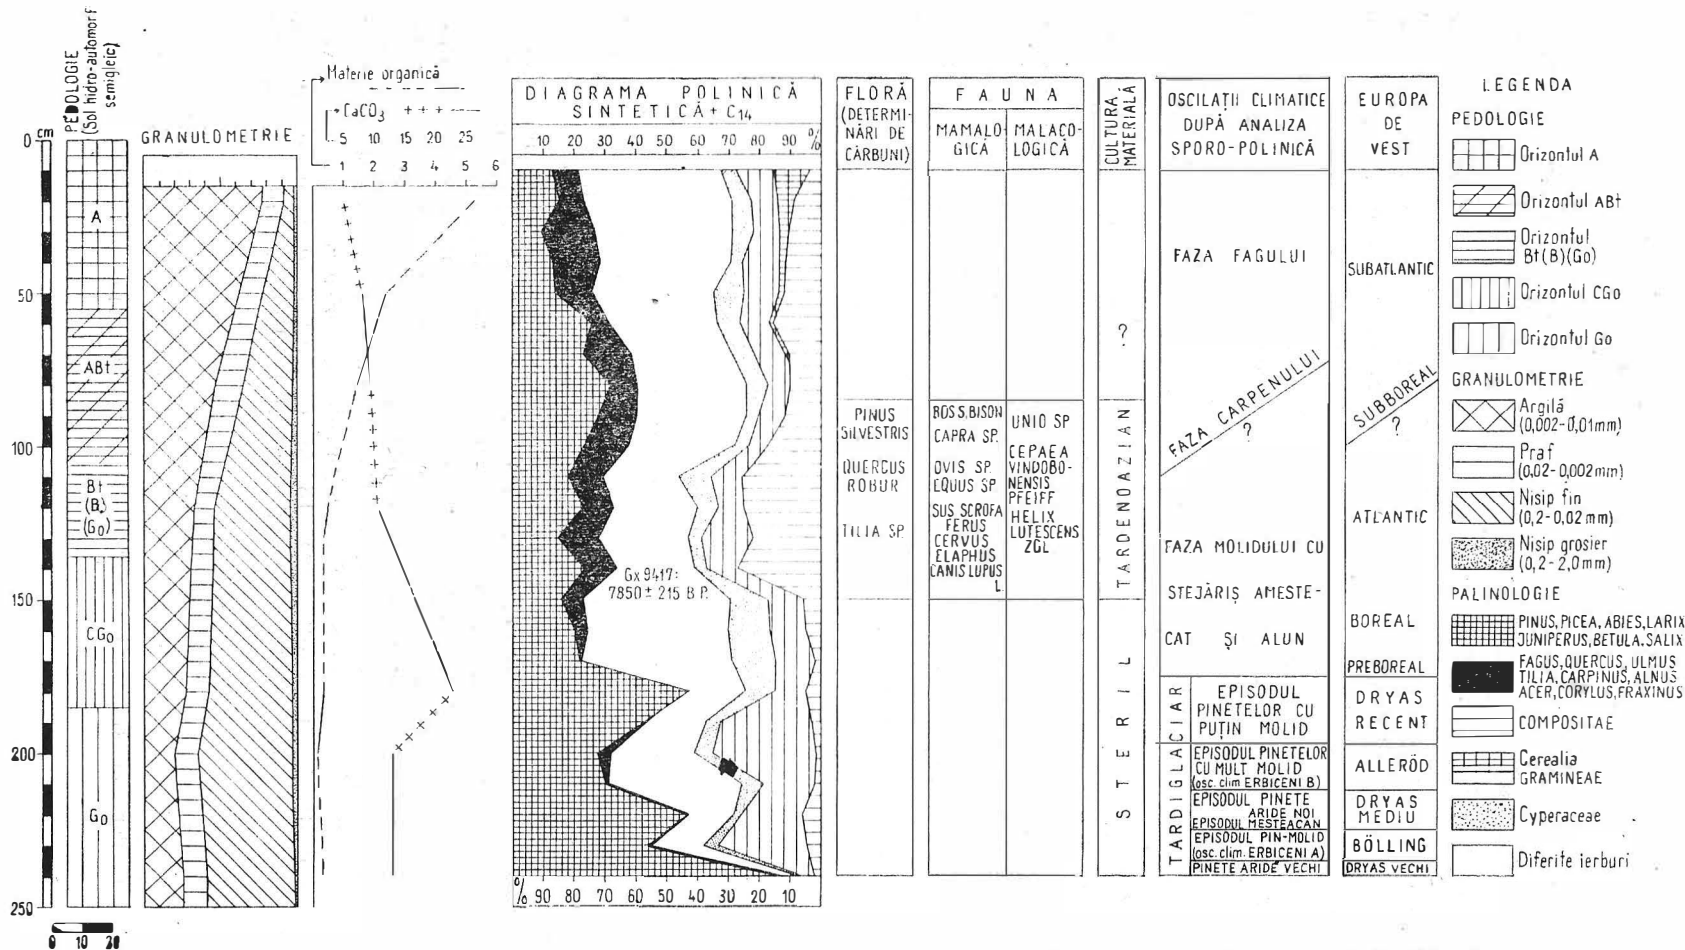 PEDOLOGIE
(Sol hidro-automorf
semigleic)
cm
0
50
100
150
200
250
A
ABt
Bt
(B)
(Go)
CGo
Go
0 10 20
GRANULOMETRIE
Materie organică
CaCO3 + + +
5 10 15 20 25
1 2 3 4 5 6
DIAGRAMA POLINICĂ
SINTETICĂ + C14
10 20 30 40 50 60 70 80 90 %
Gx 9417:
7850 ± 215 B.P.
% 90 80 70 60 50 40 30 20 10
FLORĂ
(DETERMI-
NĂRI DE
CĂRBUNI)
PINUS
SILVESTRIS
QUERCUS
ROBUR
TILIA SP.
FAUNA
MAMALO-
GICĂ
BOS S. BISON
CAPRA SP.
OVIS SP.
EQUUS SP
SUS SCROFA
FERUS
CERVUS
ELAPHUS
CANIS LUPUS
L
MALACO-
LOGICĂ
UNIO SP
CEPAEA
VINDOBO-
NENSIS
PFEIFF
HELIX
LUTESCENS
ZGL
CULTURA
MATERIALĂ
?
TARDENOAZIAN
STERIL
OSCILAȚII CLIMATICE
DUPĂ ANALIZA
SPORO-POLINICĂ
FAZA FAGULUI
FAZA CARPENULUI
?
FAZA MOLIDULUI CU
STEJĂRIȘ AMESTE-
CAT ȘI ALUN
TARDIGLACIAR
EPISODUL
PINETELOR CU
PUȚIN MOLID
EPISODUL PINETELOR
CU MULT MOLID
(osc. clim ERBICENI B)
EPISODUL PINETE
ARIDE NOI
EPISODUL MESTEACAN
EPISODUL PIN-MOLID
(osc. clim. ERBICENI A)
PINETE ARIDE VECHI
EUROPA
DE
VEST
SUBATLANTIC
SUBBOREAL
?
ATLANTIC
BOREAL
PREBOREAL
DRYAS
RECENT
ALLERÖD
DRYAS
MEDIU
BÖLLING
DRYAS VECHI
LEGENDA
PEDOLOGIE
Orizontul A
Orizontul ABt
Orizontul
Bt(B)(Go)
Orizontul CGo
Orizontul Go
GRANULOMETRIE
Argilă
(0,002-0,01mm)
Praf
(0,02-0,002mm)
Nisip fin
(0,2-0,02mm)
Nisip grosier
(0,2-2,0mm)
PALINOLOGIE
PINUS, PICEA, ABIES, LARIX
JUNIPERUS, BETULA, SALIX
FAGUS, QUERCUS, ULMUS
TILIA, CARPINUS, ALNUS
ACER, CORYLUS, FRAXINUS
COMPOSITAE
Cerealia
GRAMINEAE
Cyperaceae
Diferite ierburi